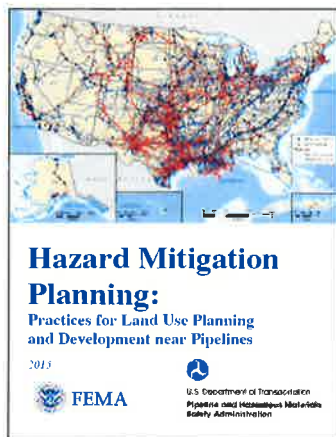 Hazard Mitigation
Planning:
Practices for Land Use Planning
and Development near Pipelines
2015
FEMA
U.S. Department of Transportation
Pipeline and Hazardous Materials
Safety Administration